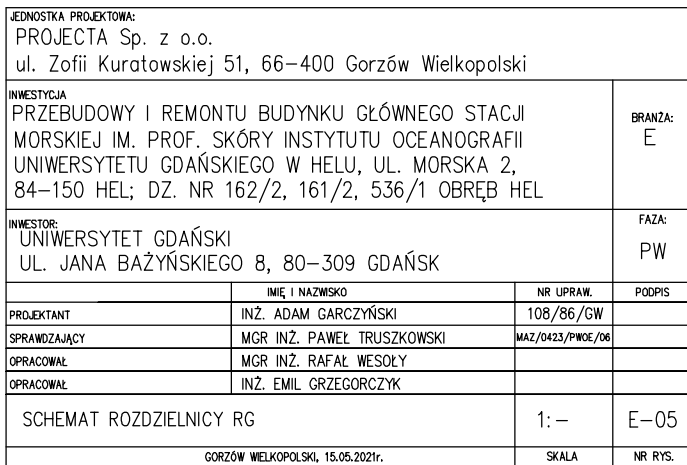 JEDNOSTKA PROJEKTOWA:
PROJECTA Sp. z o.o.
ul. Zofii Kuratowskiej 51, 66-400 Gorzów Wielkopolski
INWESTYCJA
PRZEBUDOWY I REMONTU BUDYNKU GŁÓWNEGO STACJI
MORSKIEJ IM. PROF. SKÓRY INSTYTUTU OCEANOGRAFII
UNIWERSYTETU GDAŃSKIEGO W HELU, UL. MORSKA 2,
84-150 HEL; DZ. NR 162/2, 161/2, 536/1 OBRĘB HEL
BRANŻA:
E
INWESTOR:
UNIWERSYTET GDAŃSKI
UL. JANA BAŻYŃSKIEGO 8, 80-309 GDAŃSK
FAZA:
PW
IMIĘ I NAZWISKO NR UPRAW. PODPIS
PROJEKTANT INŻ. ADAM GARCZYŃSKI 108/86/GW
SPRAWDZAJĄCY MGR INŻ. PAWEŁ TRUSZKOWSKI MAZ/0423/PWOE/06
OPRACOWAŁ MGR INŻ. RAFAŁ WESOŁY
OPRACOWAŁ INŻ. EMIL GRZEGORCZYK
SCHEMAT ROZDZIELNICY RG 1:- E-05
GORZÓW WIELKOPOLSKI, 15.05.2021r. SKALA NR RYS.